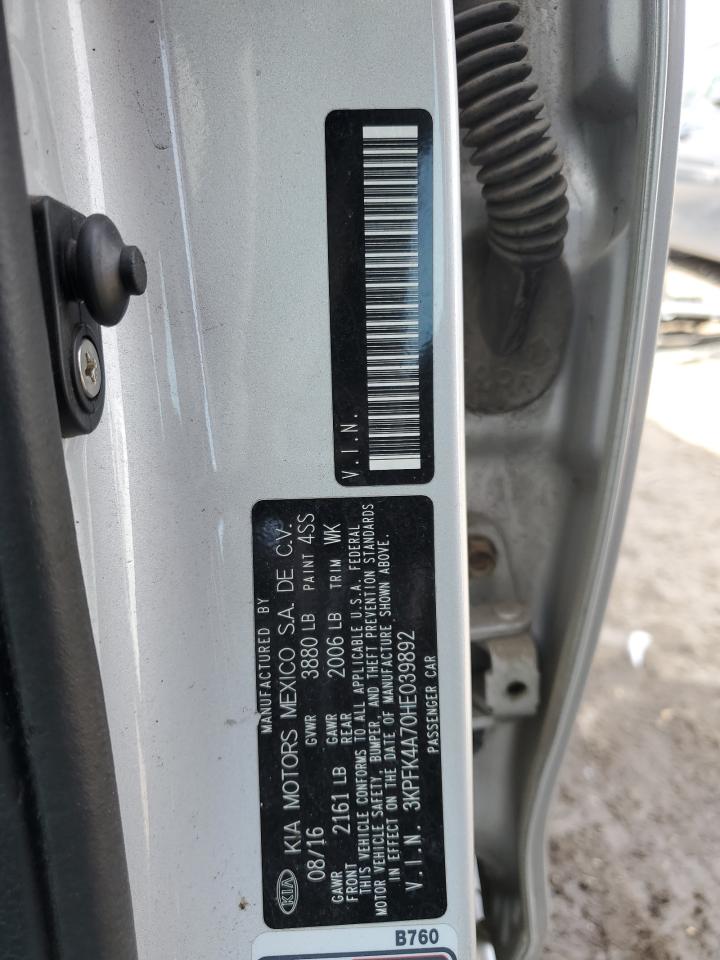 V.I.N.
MANUFACTURED BY
KIA KIA MOTORS MEXICO S.A. DE C.V.
08/16 GVWR 3880 LB PAINT 4SS
GAWR FRONT 2161 LB GAWR REAR 2006 LB TRIM WK
THIS VEHICLE CONFORMS TO ALL APPLICABLE U.S.A. FEDERAL
MOTOR VEHICLE SAFETY, BUMPER, AND THEFT PREVENTION STANDARDS
IN EFFECT ON THE DATE OF MANUFACTURE SHOWN ABOVE.
V.I.N. 3KPFK4A70HE039892
PASSENGER CAR
B760